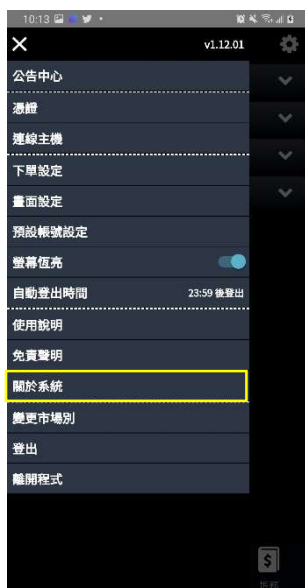 10:13
v1.12.01
公告中心
憑證
連線主機
下單設定
畫面設定
預設帳號設定
螢幕恆亮
自動登出時間 23:59 後登出
使用說明
免責聲明
關於系統
變更市場別
登出
離開程式